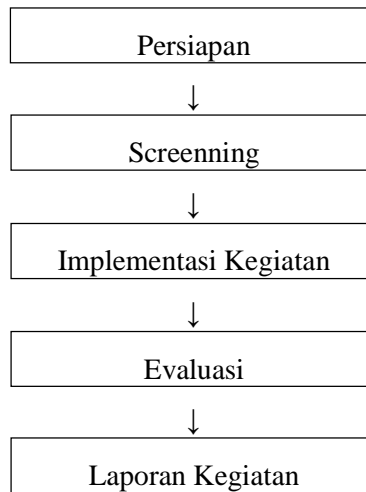 Persiapan
↓
Screenning
↓
Implementasi Kegiatan
↓
Evaluasi
↓
Laporan Kegiatan